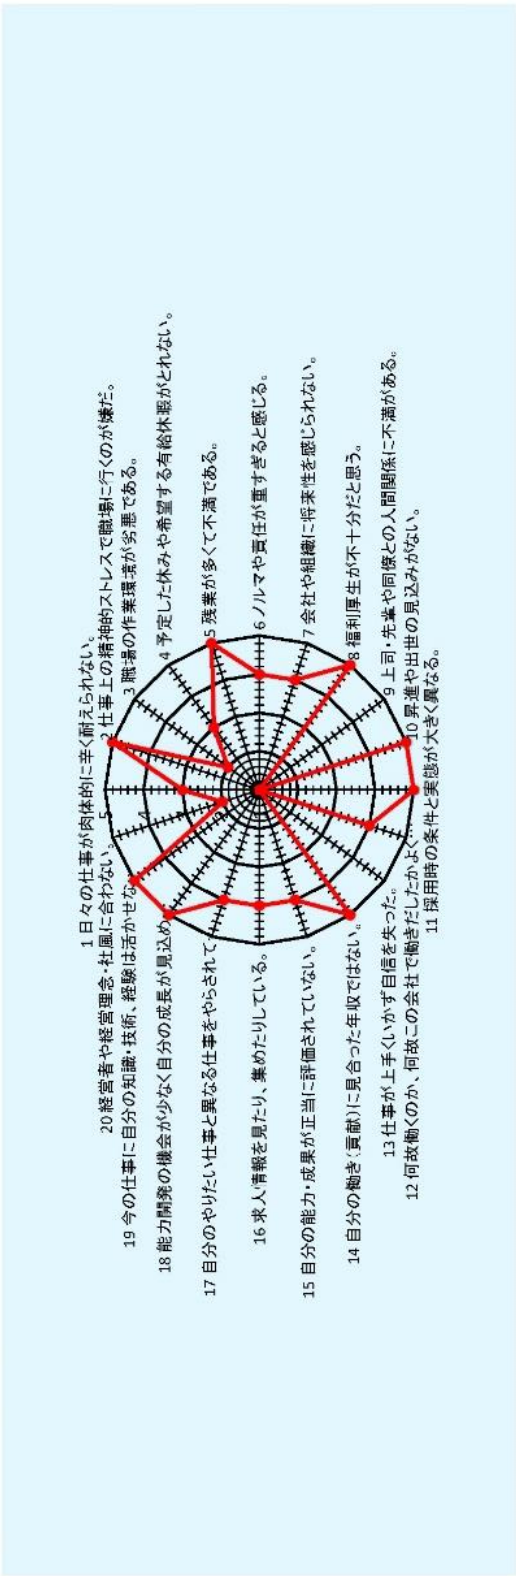 1 日々の仕事が肉体的に辛く耐えられない。
2 仕事上の精神的ストレスで職場に行くのが嫌だ。
3 職場の作業環境が劣悪である。
4 予定した休みや希望する有給休暇がとれない。
5 残業が多くて不満である。
6 ノルマや責任が重すぎると感じる。
7 会社や組織に将来性を感じられない。
8 福利厚生が不十分だと思う。
9 上司・先輩や同僚との人間関係に不満がある。
10 昇進や出世の見込みがない。
11 採用時の条件と実態が大きく異なる。
12 何故働くのか、何故この会社で働きだしたかよく…
13 仕事が上手くいかず自信を失った。
14 自分の働き（貢献）に見合った年収ではない。
15 自分の能力・成果が正当に評価されていない。
16 求人情報を見たり、集めたりしている。
17 自分のやりたい仕事と異なる仕事をやらされて
18 能力開発の機会が少なく自分の成長が見込め
19 今の仕事に自分の知識・技術、経験は活かせな
20 経営者や経営理念・社風に合わない。
5
4